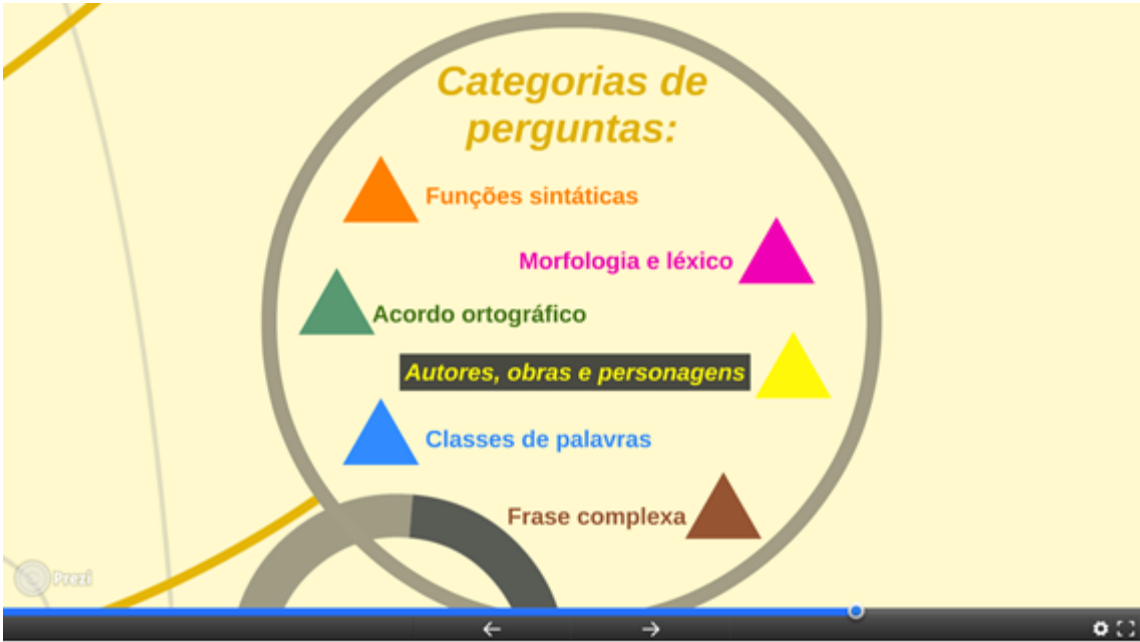 Categorias de
perguntas:
Funções sintáticas
Morfologia e léxico
Acordo ortográfico
Autores, obras e personagens
Classes de palavras
Frase complexa
Prezi